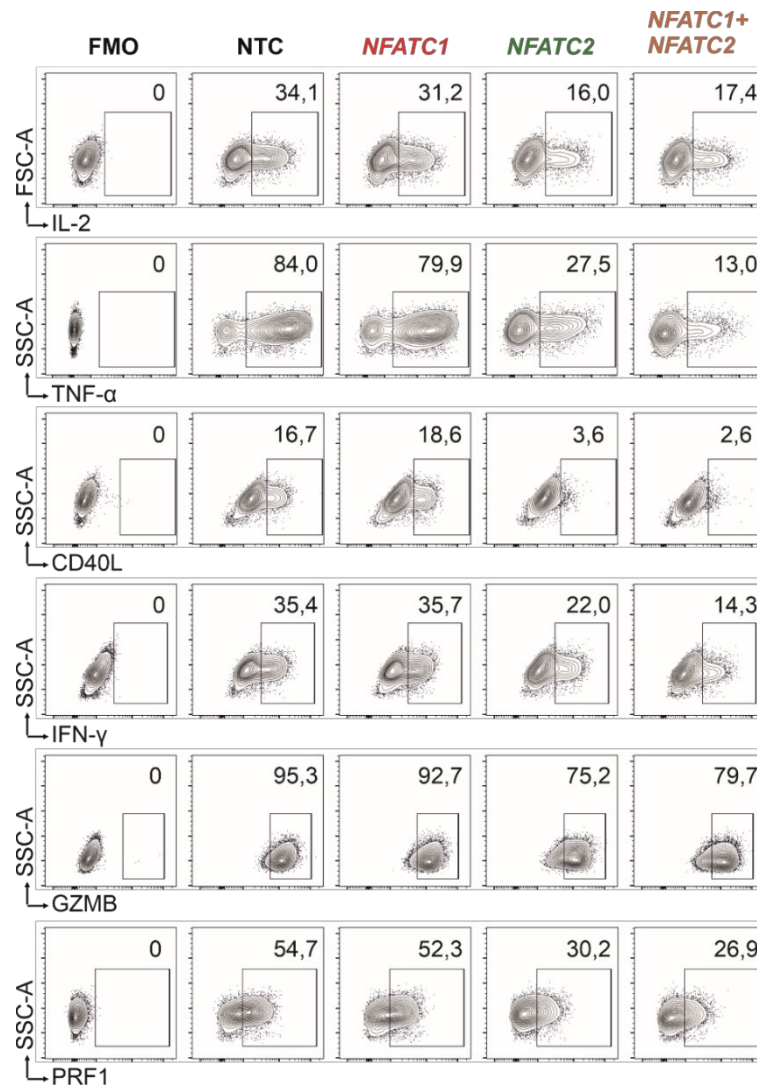 FMO NTC NFATC1 NFATC2 NFATC1+
NFATC2
0 34,1 31,2 16,0 17,4
FSC-A
IL-2
0 84,0 79,9 27,5 13,0
SSC-A
TNF-α
0 16,7 18,6 3,6 2,6
SSC-A
CD40L
0 35,4 35,7 22,0 14,3
SSC-A
IFN-γ
0 95,3 92,7 75,2 79,7
SSC-A
GZMB
0 54,7 52,3 30,2 26,9
SSC-A
PRF1